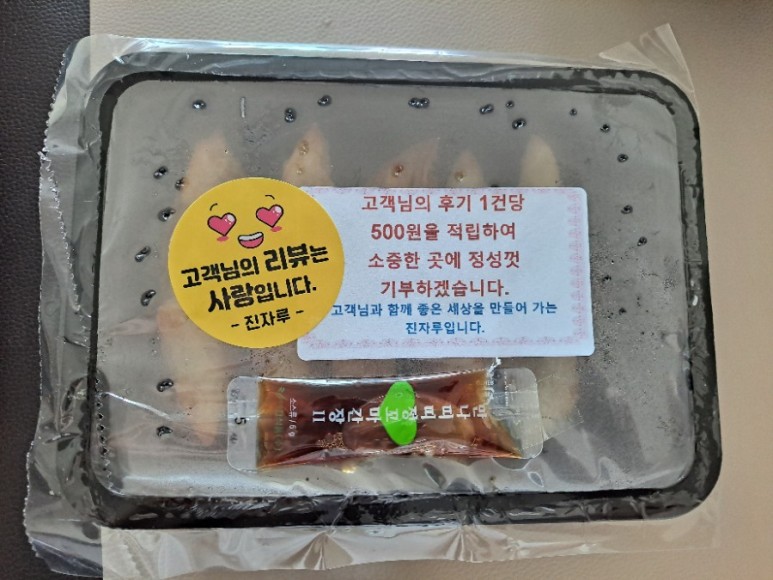 고객님의 리뷰는
사랑입니다.
- 진자루 -
고객님의 후기 1건당
500원을 적립하여
소중한 곳에 정성껏
기부하겠습니다.
고객님과 함께 좋은 세상을 만들어 가는
진자루입니다.
간장 II